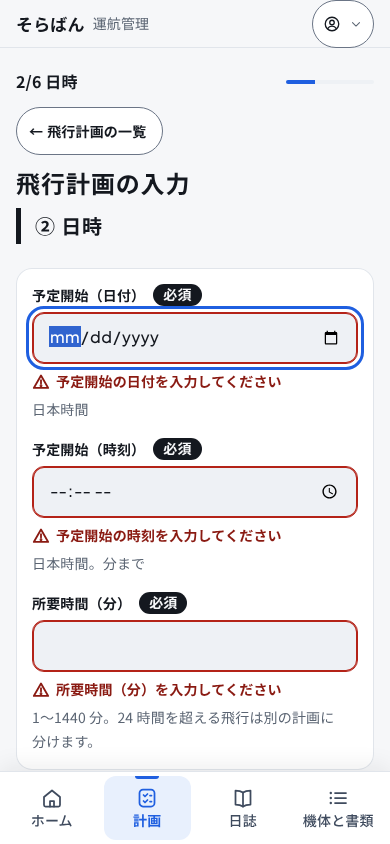 そらばん 運航管理
2/6 日時
← 飛行計画の一覧
飛行計画の入力
② 日時
予定開始（日付） 必須
mm/dd/yyyy
予定開始の日付を入力してください
日本時間
予定開始（時刻） 必須
--:-- --
予定開始の時刻を入力してください
日本時間。分まで
所要時間（分） 必須
所要時間（分）を入力してください
1〜1440 分。24 時間を超える飛行は別の計画に
分けます。
ホーム 計画 日誌 機体と書類